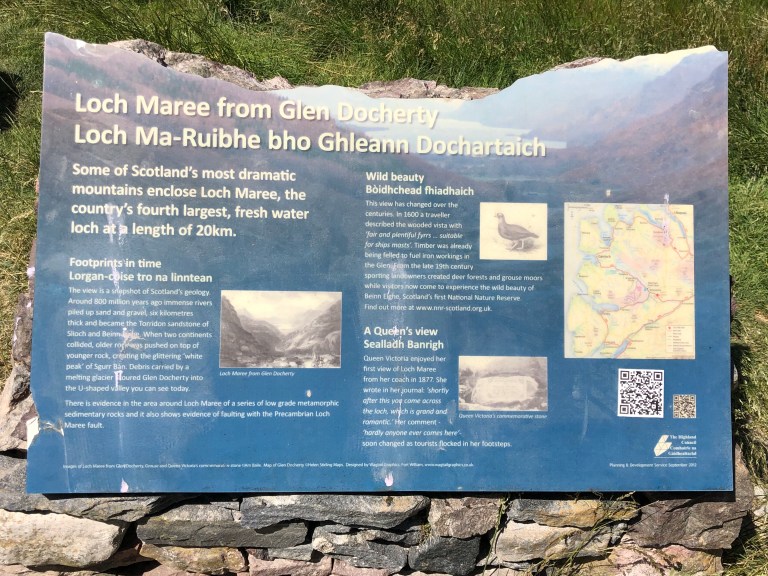 Loch Maree from Glen Docherty
Loch Ma-Ruibhe bho Ghleann Dochartaich
Some of Scotland's most dramatic
mountains enclose Loch Maree, the
country's fourth largest, fresh water
loch at a length of 20km.
Footprints in time
Lorgan-coise tro na linntean
The view is a snapshot of Scotland's geology.
Around 800 million years ago immense rivers
piled up sand and gravel, six kilometres
thick and became the Torridon sandstone of
Slioch and Beinn Eighe. When two continents
collided, older rock was pushed on top of
younger rock, creating the glittering 'white
peak' of Sgurr Bàn. Debris carried by a
melting glacier scoured Glen Docherty into
the U-shaped valley you can see today.
Loch Maree from Glen Docherty
There is evidence in the area around Loch Maree of a series of low grade metamorphic
sedimentary rocks and it also shows evidence of faulting with the Precambrian Loch
Maree fault.
Wild beauty
Bòidhchead fhiadhaich
This view has changed over the
centuries. In 1600 a traveller
described the wooded vista with
'fair and plentiful fyrrs ... suitable
for ships masts'. Timber was already
being felled to fuel iron workings in
the Glen. From the late 19th century
sporting landowners created deer forests and grouse moors
while visitors now come to experience the wild beauty of
Beinn Eighe, Scotland's first National Nature Reserve.
Find out more at www.nnr-scotland.org.uk.
A Queen's view
Sealladh Banrigh
Queen Victoria enjoyed her
first view of Loch Maree
from her coach in 1877. She
wrote in her journal: 'shortly
after this you come across
the loch, which is grand and
romantic.' Her comment -
'hardly anyone ever comes here'
soon changed as tourists flocked in her footsteps.
Queen Victoria's commemorative stone
The Highland
Council
Comhairle na
Gàidhealtachd
Planning & Development Service